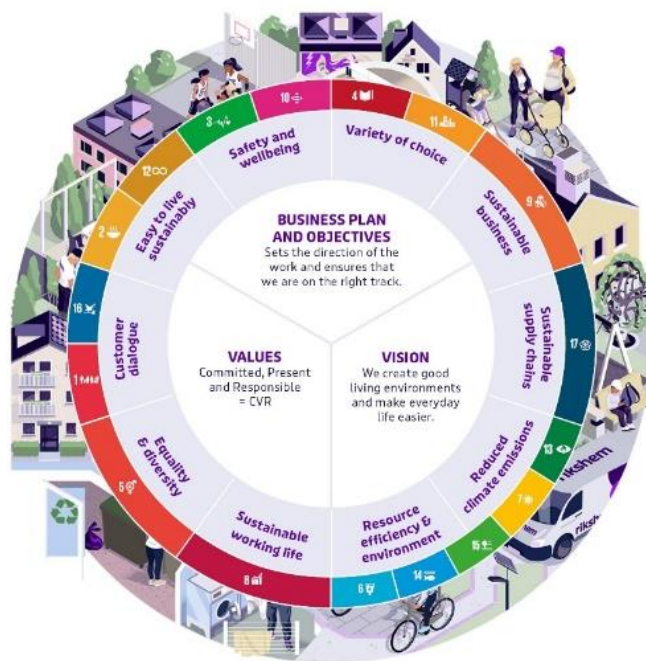 10
3
12
2
16
1
5
8
6
14
15
7
13
17
9
11
4
Safety and
wellbeing
Variety of choice
Sustainable
business
Sustainable
supply chains
Reduced
climate emissions
Resource
efficiency &
environment
Sustainable
working life
Equality
& diversity
Customer
dialogue
Easy to live
sustainably
BUSINESS PLAN
AND OBJECTIVES
Sets the direction of the
work and ensures that
we are on the right track.
VALUES
Committed, Present
and Responsible
= CVR
VISION
We create good
living environments
and make everyday
life easier.
rikshem
rikshem